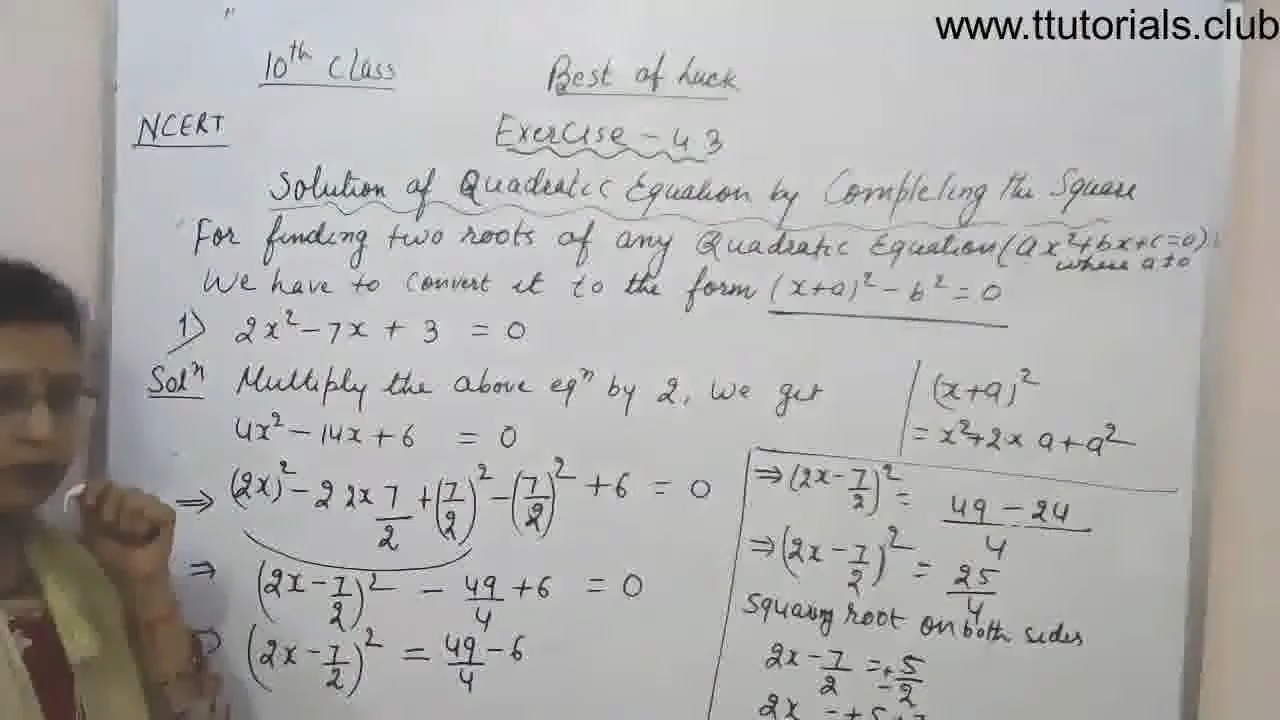 www.ttutorials.club
10th Class
Best of Luck
NCERT
Exercise - 4.3
Solution of Quadratic Equation by Completing the Square
For finding two roots of any Quadratic Equation (ax²+bx+c=0)
where a≠0
We have to convert it to the form (x+a)² - b² = 0
1) 2x² - 7x + 3 = 0
Solⁿ Multiply the above eqⁿ by 2, we get
4x² - 14x + 6 = 0
⇒ (2x)² - 2 2x 7/2 + (7/2)² - (7/2)² + 6 = 0
⇒ (2x - 7/2)² - 49/4 + 6 = 0
⇒ (2x - 7/2)² = 49/4 - 6
(x+a)²
= x²+2xa+a²
⇒ (2x - 7/2)² = 49 - 24/4
⇒ (2x - 7/2)² = 25/4
Squaring root on both sides
2x - 7/2 = ± 5/2
2x